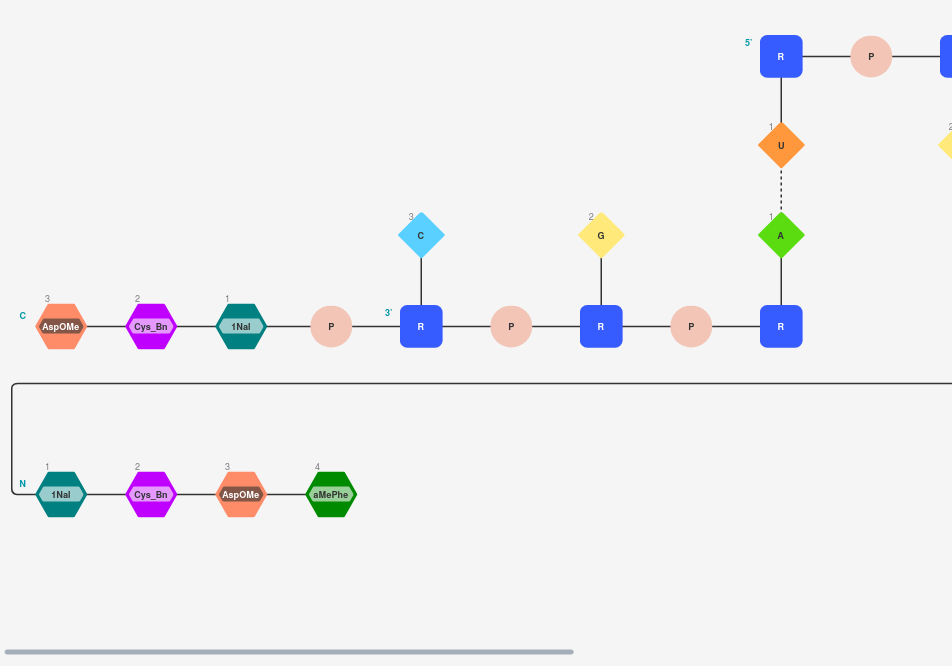 5' R P
1 2
U
3 2 1
C G A
3 2 1
C AspOMe Cys_Bn 1Nal P 3' R P R P R
1 2 3 4
N 1Nal Cys_Bn AspOMe aMePhe